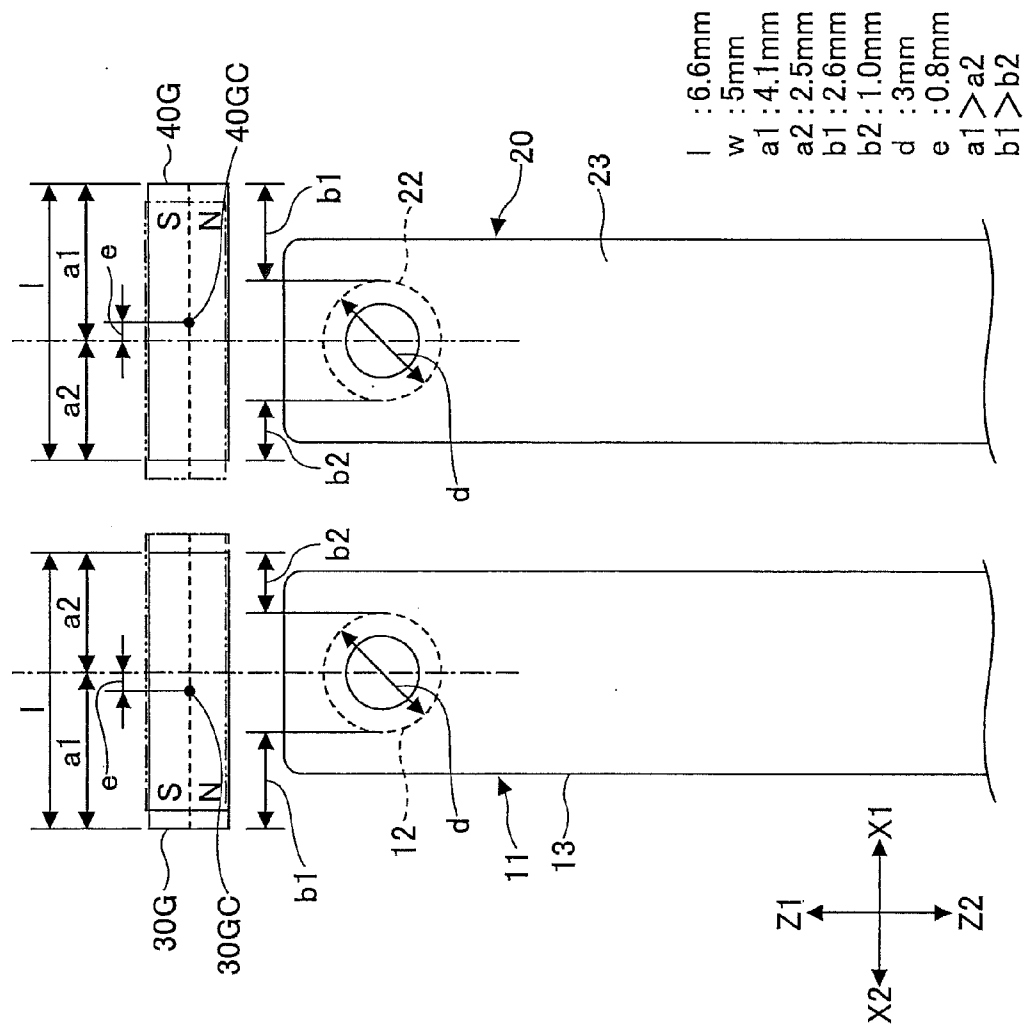 l
a1
a2
e
30G
S
N
30GC
b1
b2
12
d
11
13
l
a2
a1
e
40G
S
N
40GC
b1
b2
22
d
20
23
Z1
Z2
X1
X2
l : 6.6mm
w : 5mm
a1 : 4.1mm
a2 : 2.5mm
b1 : 2.6mm
b2 : 1.0mm
d : 3mm
e : 0.8mm
a1 > a2
b1 > b2